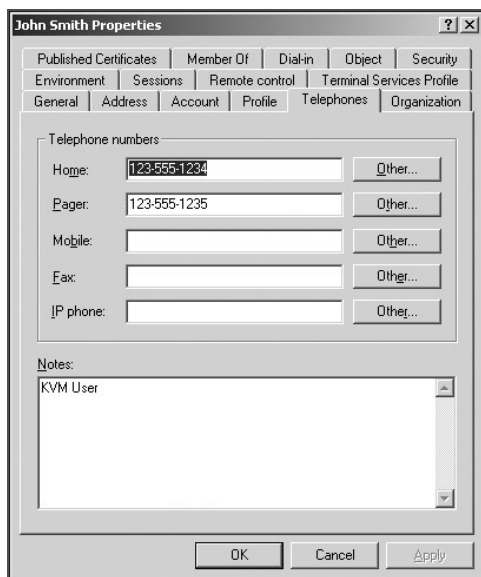 John Smith Properties ? ×
Published Certificates Member Of Dial-in Object Security
Environment Sessions Remote control Terminal Services Profile
General Address Account Profile Telephones Organization
Telephone numbers
Home: 123-555-1234 Other...
Pager: 123-555-1235 Other...
Mobile: Other...
Fax: Other...
IP phone: Other...
Notes:
KVM User
OK Cancel Apply